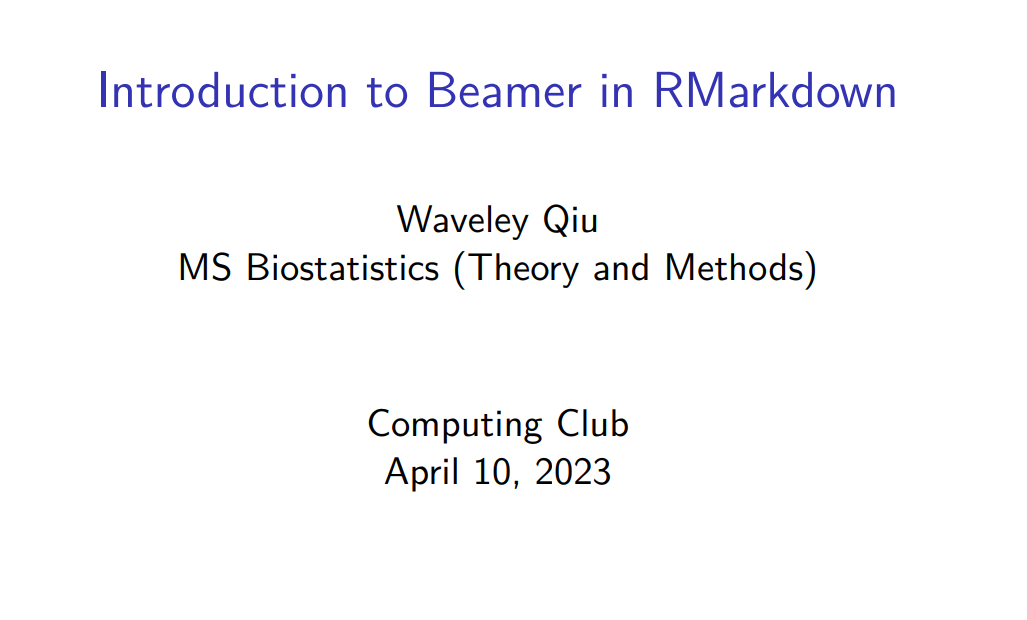 Introduction to Beamer in RMarkdown
Waveley Qiu
MS Biostatistics (Theory and Methods)
Computing Club
April 10, 2023